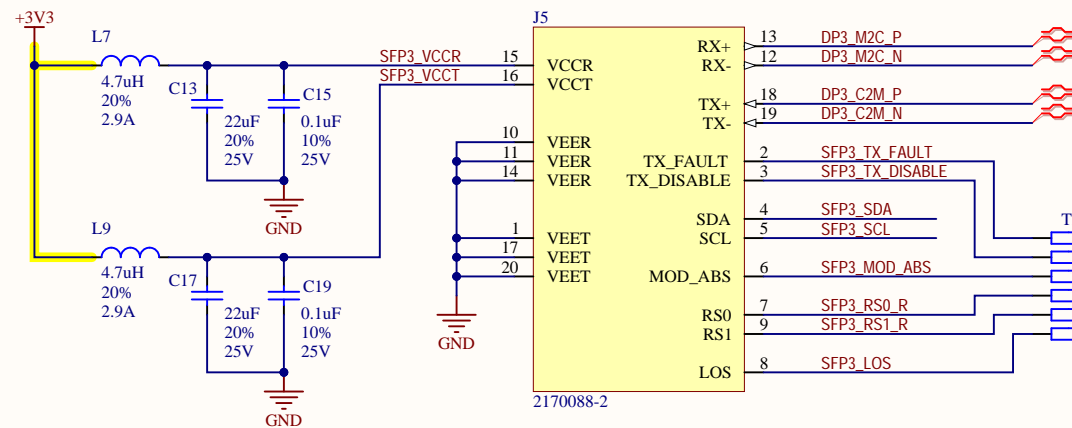 +3V3
L7
4.7uH
20%
2.9A
C13
22uF
20%
25V
C15
0.1uF
10%
25V
GND
L9
4.7uH
20%
2.9A
C17
22uF
20%
25V
C19
0.1uF
10%
25V
GND
SFP3_VCCR
SFP3_VCCT
GND
J5
15 VCCR
16 VCCT
10 VEER
11 VEER
14 VEER
1 VEET
17 VEET
20 VEET
RX+ 13 DP3_M2C_P
RX- 12 DP3_M2C_N
TX+ 18 DP3_C2M_P
TX- 19 DP3_C2M_N
TX_FAULT 2 SFP3_TX_FAULT
TX_DISABLE 3 SFP3_TX_DISABLE
SDA 4 SFP3_SDA
SCL 5 SFP3_SCL
MOD_ABS 6 SFP3_MOD_ABS
RS0 7 SFP3_RS0_R
RS1 9 SFP3_RS1_R
LOS 8 SFP3_LOS
2170088-2
T